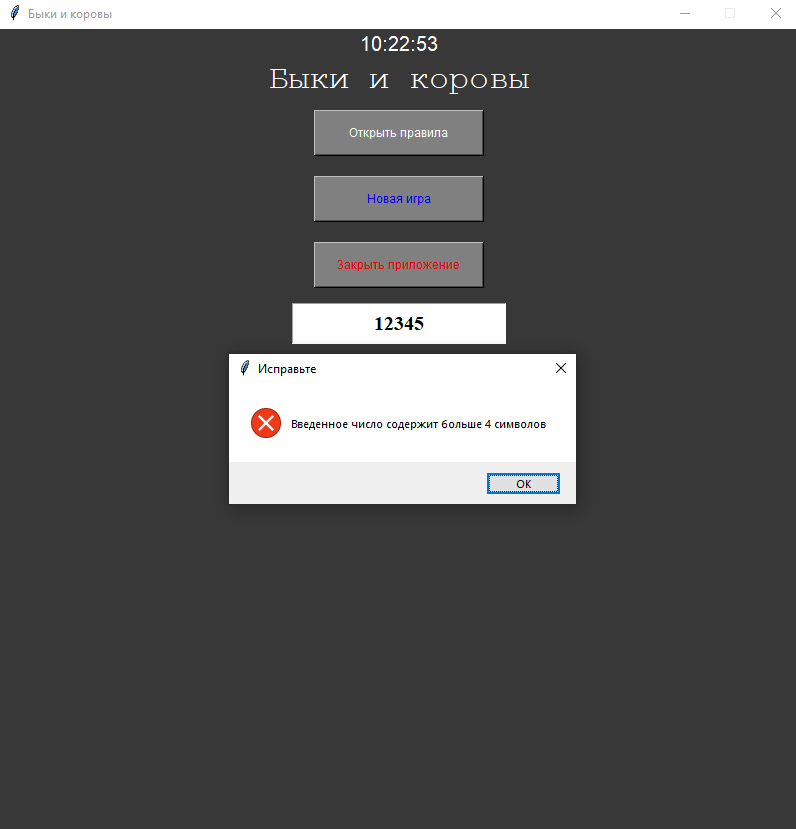 Быки и коровы
10:22:53
Быки и коровы
Открыть правила
Новая игра
Закрыть приложение
12345
Исправьте
Введенное число содержит больше 4 символов
ОК